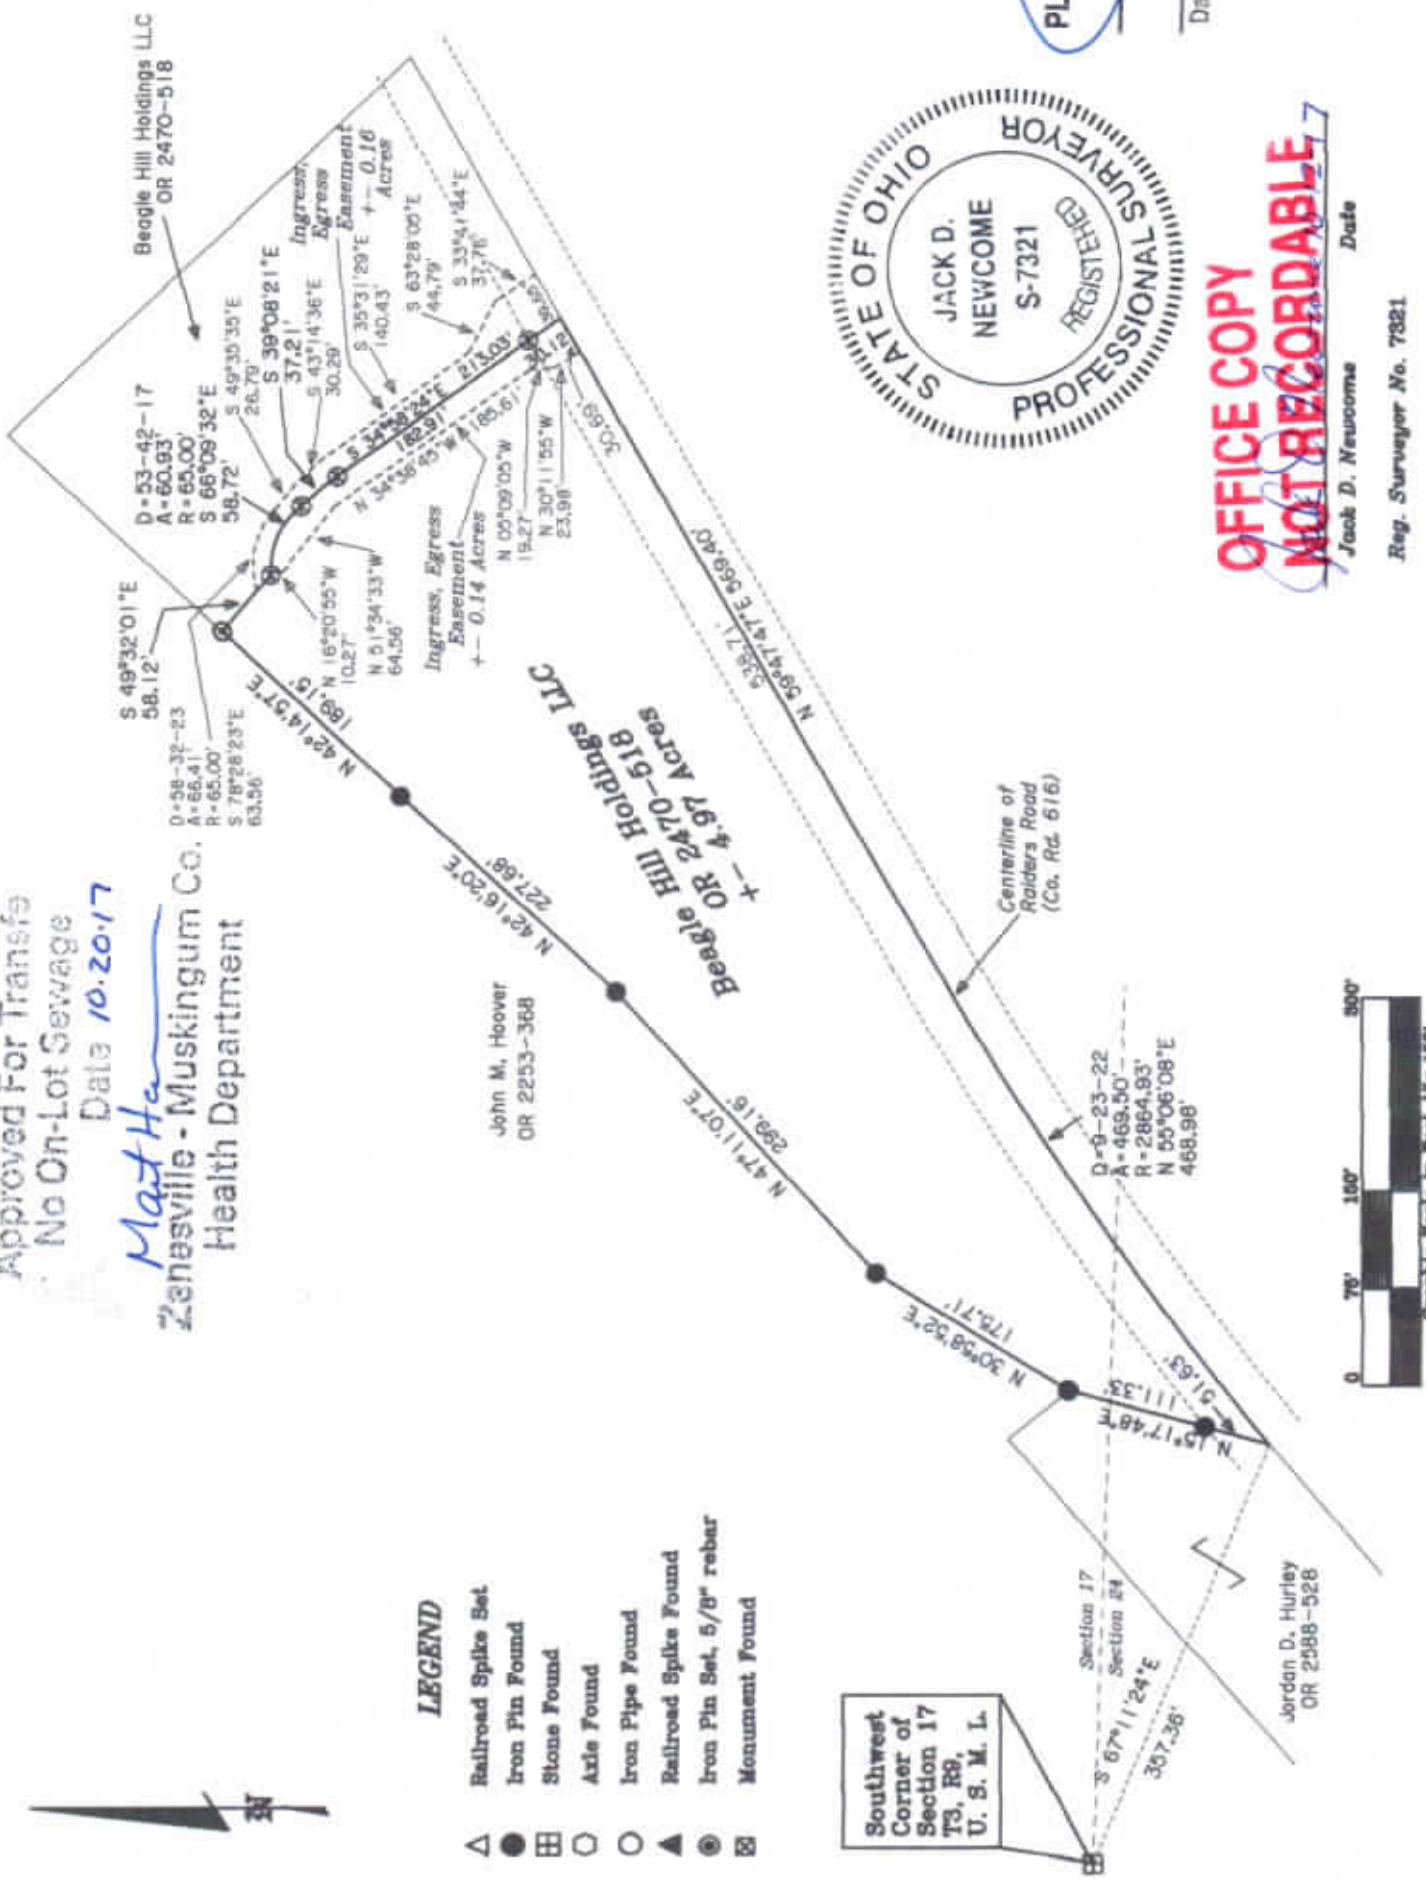 Approved For Transfe
No On-Lot Sewage
Date 10.20.17
Zanesville - Muskingum Co.
Health Department
Beagle Hill Holdings LLC
OR 2470-518
D=53-42-17
A=60.93'
R=65.00'
S 66°09'32"E
58.72'
S 49°35'35"E
26.79'
S 39°08'21"E
37.21'
S 43°14'36"E
30.29'
Ingress,
Egress
Easement
+- 0.16
Acres
S 35°31'29"E
140.43'
S 63°28'05"E
44.79'
S 33°41'44"E
S 49°32'01"E
58.12'
D=58-32-23
A=66.41'
R=65.00'
S 78°28'23"E
63.56'
S 34°38'24"E
213.03'
182.91'
N 34°38'45"W 185.61'
30.12'
30.69'
N 16°20'55"W
10.27'
N 51°34'33"W
64.56'
Ingress, Egress
Easement
+- 0.14 Acres
N 05°09'05"W
19.27'
N 30°11'55"W
23.98'
N 42°14'57"E
189.15'
N 42°16'20"E
227.68'
N 47°11'07"E
299.16'
N 30°58'52"E
175.71'
N 15°17'48"E
111.33'
51.63'
Beagle Hill Holdings LLC
OR 2470-518
+- 4.97 Acres
538.71'
N 59°47'47"E 569.40'
John M. Hoover
OR 2253-368
Centerline of
Raiders Road
(Co. Rd. 616)
D=9-23-22
A=469.50'
R=2864.93'
N 55°06'08"E
468.98'
LEGEND
Railroad Spike Set
Iron Pin Found
Stone Found
Axle Found
Iron Pipe Found
Railroad Spike Found
Iron Pin Set, 5/8" rebar
Monument Found
Southwest
Corner of
Section 17
T3, R9,
U. S. M. L.
Section 17
Section 24
S 67°11'24"E
357.36'
Jordan D. Hurley
OR 2588-528
0 75' 150' 300'
STATE OF OHIO
JACK D.
NEWCOME
S-7321
REGISTERED
PROFESSIONAL SURVEYOR
OFFICE COPY
NOT RECORDABLE
Jack D. Newcome Date
Reg. Surveyor No. 7321
PL
Da